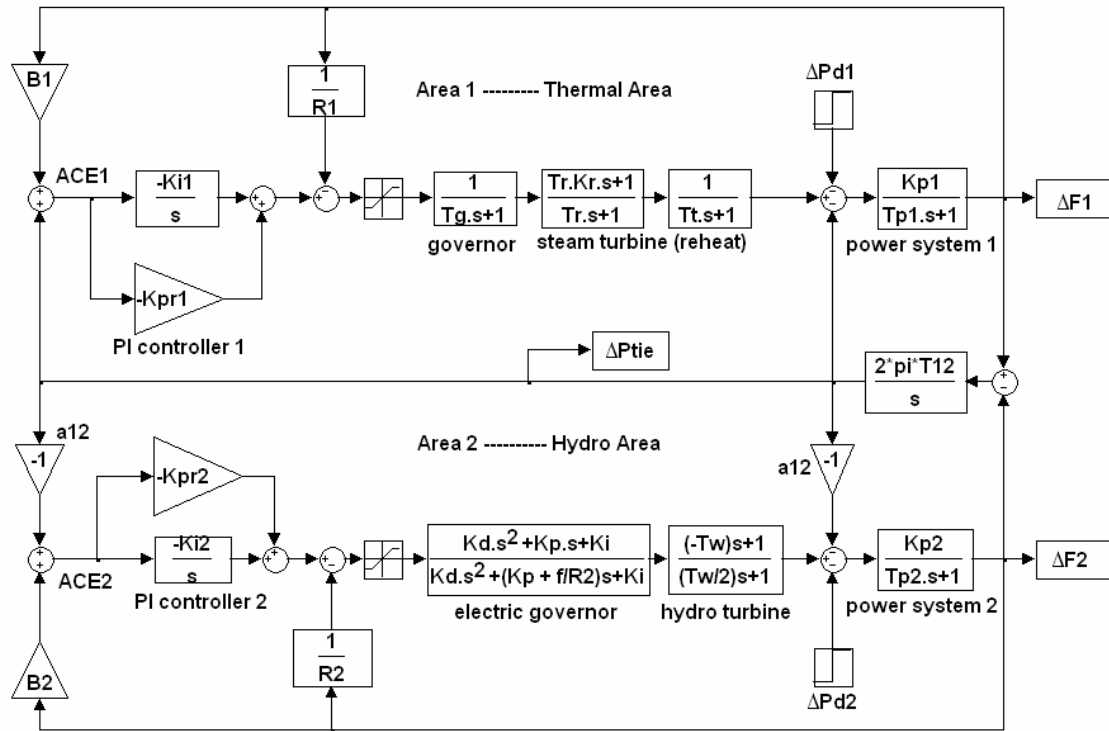 B1
1
R1
Area 1 --------- Thermal Area
ΔPd1
ACE1
-Ki1
s
1
Tg.s+1
governor
Tr.Kr.s+1
Tr.s+1
1
Tt.s+1
steam turbine (reheat)
Kp1
Tp1.s+1
power system 1
ΔF1
-Kpr1
PI controller 1
ΔPtie
2*pi*T12
s
a12
-1
Area 2 ---------- Hydro Area
a12
-1
-Kpr2
ACE2
-Ki2
s
PI controller 2
Kd.s²+Kp.s+Ki
Kd.s²+(Kp + f/R2)s+Ki
electric governor
(-Tw)s+1
(Tw/2)s+1
hydro turbine
Kp2
Tp2.s+1
power system 2
ΔF2
B2
1
R2
ΔPd2